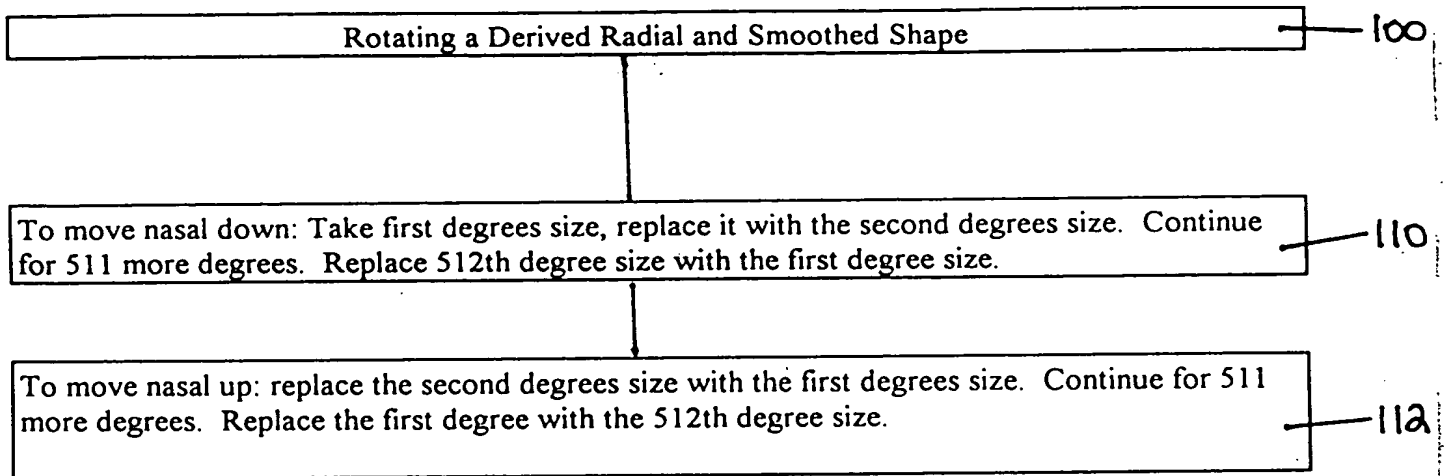 Rotating a Derived Radial and Smoothed Shape
100
To move nasal down: Take first degrees size, replace it with the second degrees size. Continue
for 511 more degrees. Replace 512th degree size with the first degree size.
110
To move nasal up: replace the second degrees size with the first degrees size. Continue for 511
more degrees. Replace the first degree with the 512th degree size.
112